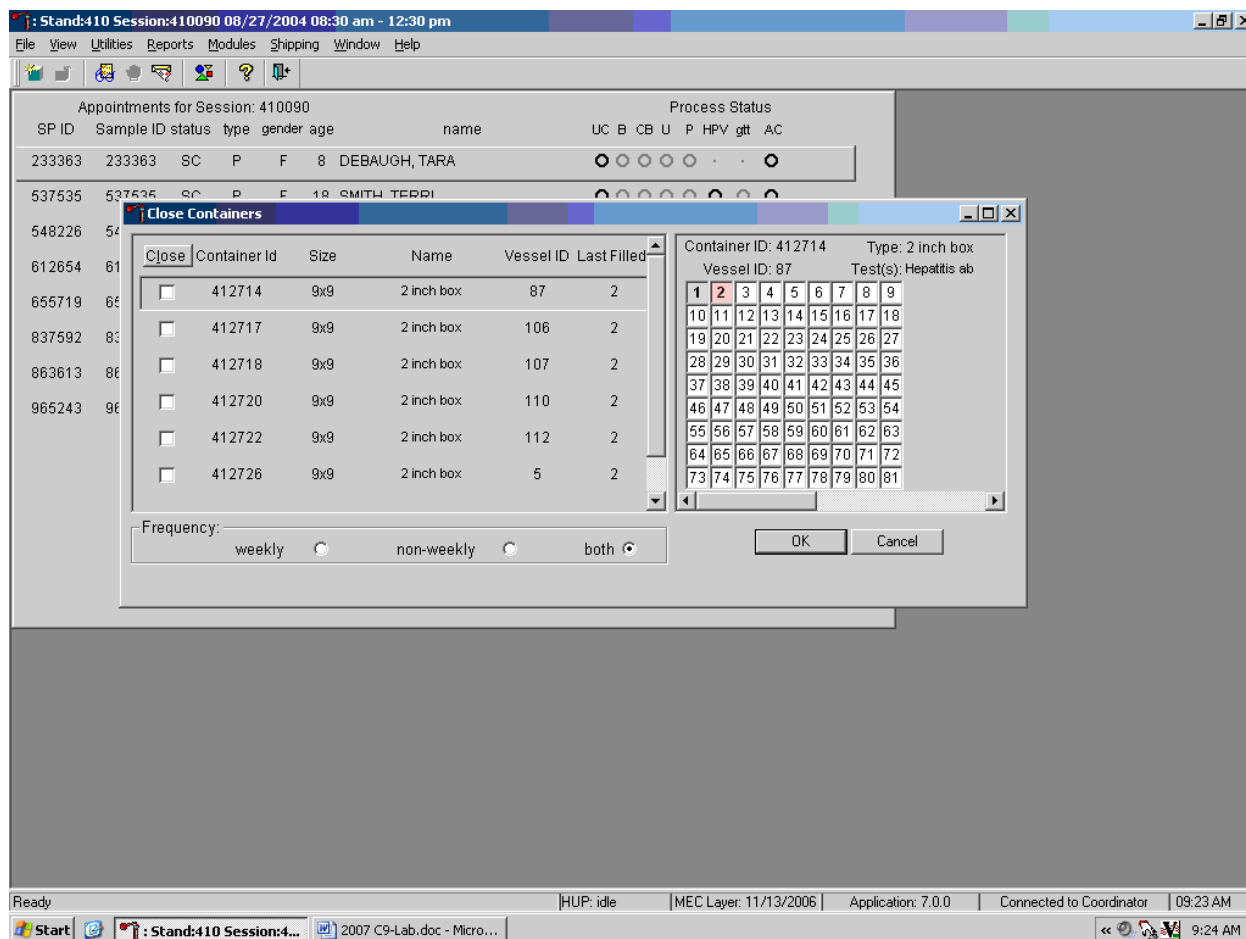 : Stand:410 Session:410090 08/27/2004 08:30 am - 12:30 pm
File View Utilities Reports Modules Shipping Window Help
Appointments for Session: 410090 Process Status
SP ID Sample ID status type gender age name UC B CB U P HPV gtt AC
233363 233363 SC P F 8 DEBAUGH, TARA
537535 537535 SC P F 18 SMITH, TERRI
548226 54
612654 61
655719 65
837592 83
863613 86
965243 96
Close Containers
Close Container Id Size Name Vessel ID Last Filled
412714 9x9 2 inch box 87 2
412717 9x9 2 inch box 106 2
412718 9x9 2 inch box 107 2
412720 9x9 2 inch box 110 2
412722 9x9 2 inch box 112 2
412726 9x9 2 inch box 5 2
Frequency:
weekly non-weekly both
Container ID: 412714 Type: 2 inch box
Vessel ID: 87 Test(s): Hepatitis ab
1 2 3 4 5 6 7 8 9
10 11 12 13 14 15 16 17 18
19 20 21 22 23 24 25 26 27
28 29 30 31 32 33 34 35 36
37 38 39 40 41 42 43 44 45
46 47 48 49 50 51 52 53 54
55 56 57 58 59 60 61 62 63
64 65 66 67 68 69 70 71 72
73 74 75 76 77 78 79 80 81
OK Cancel
Ready HUP: idle MEC Layer: 11/13/2006 Application: 7.0.0 Connected to Coordinator 09:23 AM
Start : Stand:410 Session:4... 2007 C9-Lab.doc - Micro... « 9:24 AM